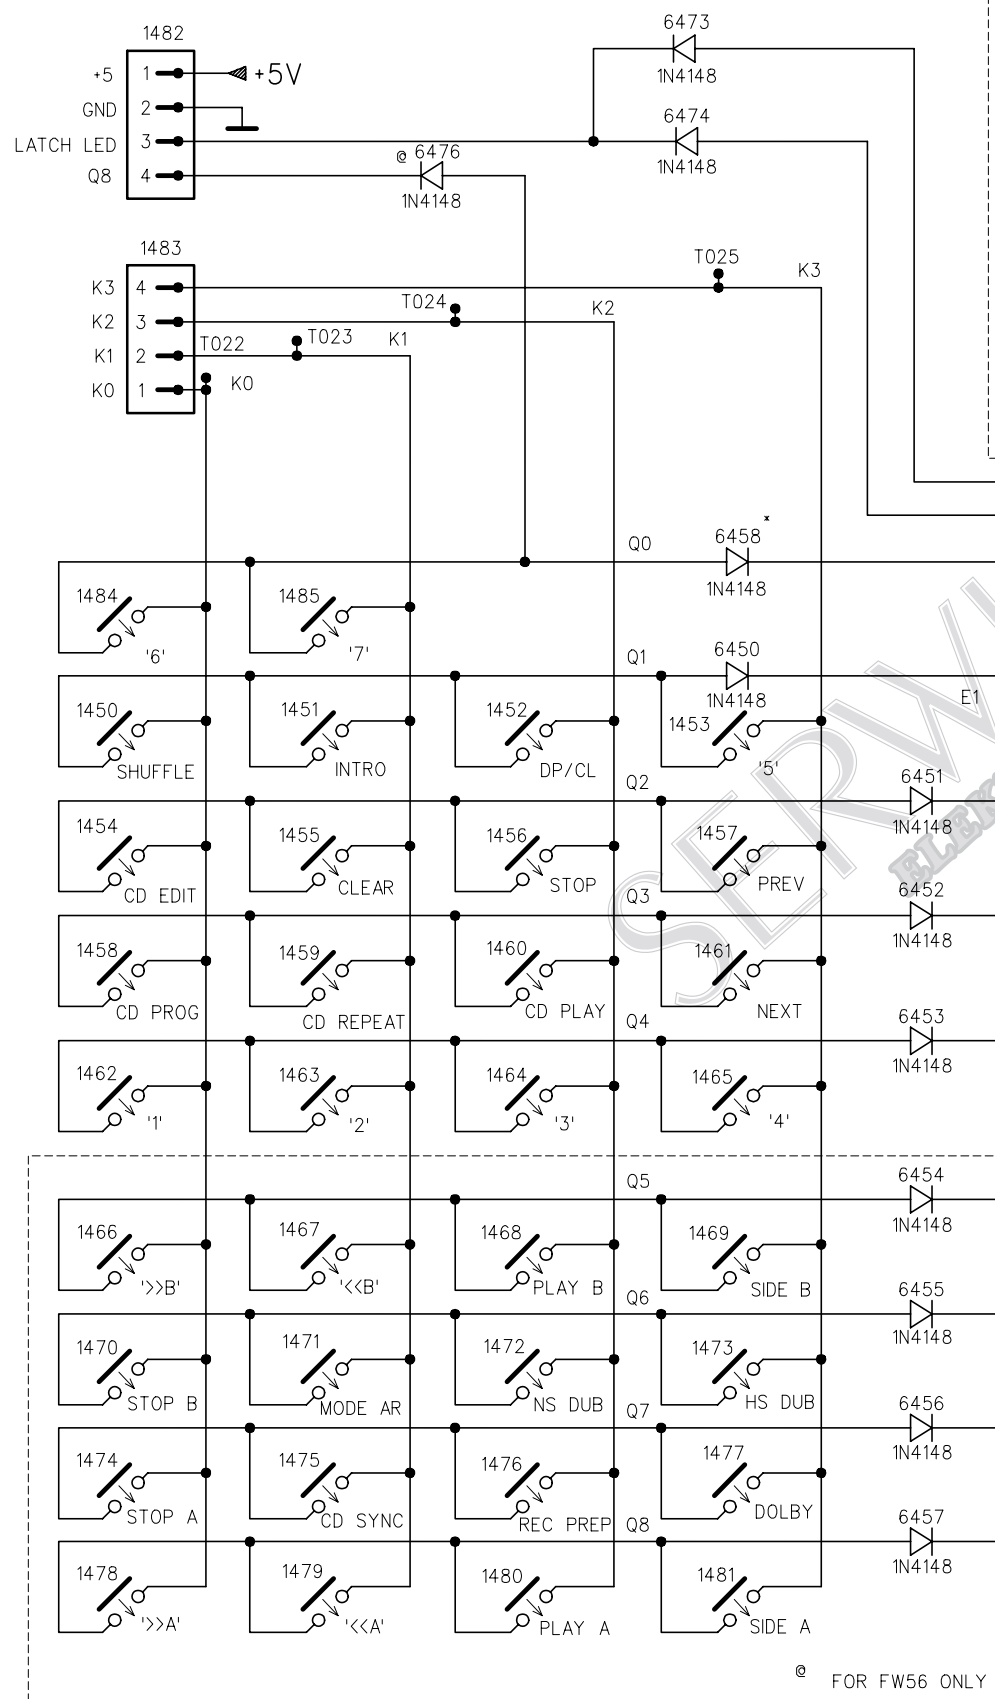 1482
6473
+5 1 +5V
1N4148
GND 2
6474
LATCH LED 3
@ 6476
1N4148
Q8 4
1N4148
1483
T025
K3 4 K3
T024
K2 3 K2
T022 T023
K1 2 K1
K0 1 K0
*
Q0 6458
1N4148
1484 1485
'6' '7'
Q1 6450
1N4148
E1
1450 1451 1452 1453
SHUFFLE INTRO DP/CL '5'
Q2 6451
1N4148
1454 1455 1456 1457
CD EDIT CLEAR STOP PREV
Q3 6452
1N4148
1458 1459 1460 1461
CD PROG CD REPEAT CD PLAY NEXT
Q4 6453
1N4148
1462 1463 1464 1465
'1' '2' '3' '4'
Q5 6454
1N4148
1466 1467 1468 1469
'>>B' '<<B' PLAY B SIDE B
Q6 6455
1N4148
1470 1471 1472 1473
STOP B MODE AR NS DUB HS DUB
Q7 6456
1N4148
1474 1475 1476 1477
STOP A CD SYNC REC PREP DOLBY
Q8 6457
1N4148
1478 1479 1480 1481
'>>A' '<<A' PLAY A SIDE A
@ FOR FW56 ONLY